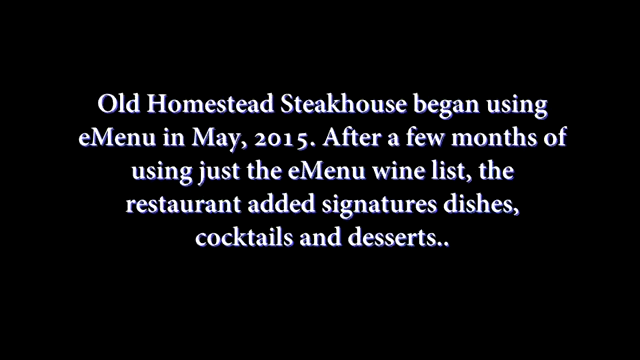 Old Homestead Steakhouse began using
eMenu in May, 2015. After a few months of
using just the eMenu wine list, the
restaurant added signatures dishes,
cocktails and desserts..